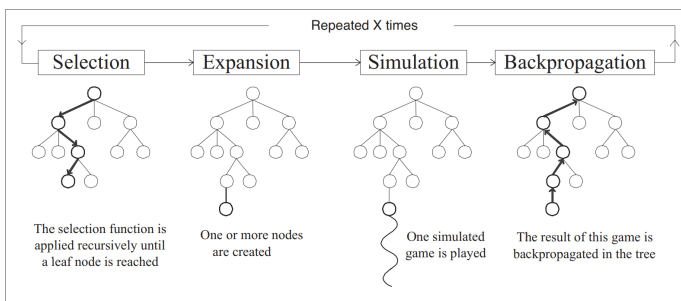 Repeated X times
Selection
Expansion
Simulation
Backpropagation
The selection function is
applied recursively until
a leaf node is reached
One or more nodes
are created
One simulated
game is played
The result of this game is
backpropagated in the tree